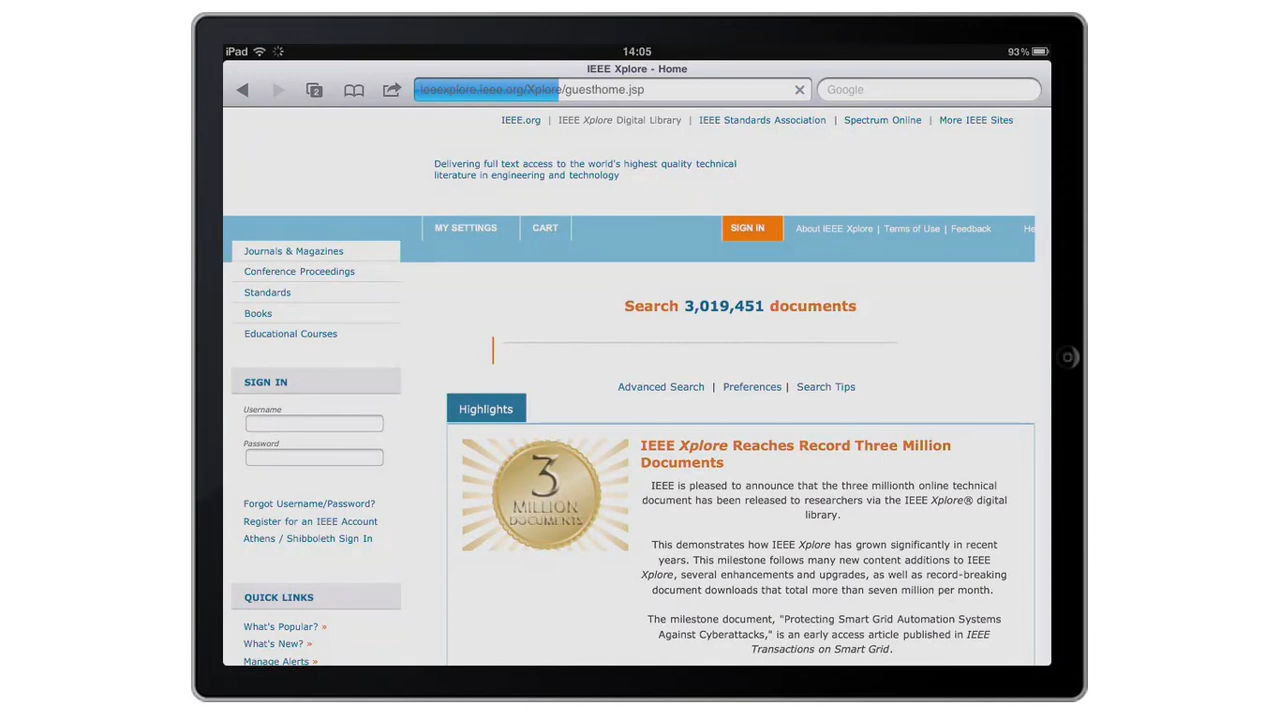 iPad
14:05
93%
IEEE Xplore - Home
2
ieeexplore.ieee.org/Xplore/guesthome.jsp
Google
IEEE.org | IEEE Xplore Digital Library | IEEE Standards Association | Spectrum Online | More IEEE Sites
Delivering full text access to the world's highest quality technical
literature in engineering and technology
MY SETTINGS
CART
SIGN IN
About IEEE Xplore | Terms of Use | Feedback
He
Journals & Magazines
Conference Proceedings
Standards
Books
Educational Courses
SIGN IN
Username
Password
Forgot Username/Password?
Register for an IEEE Account
Athens / Shibboleth Sign In
QUICK LINKS
What's Popular? »
What's New? »
Manage Alerts »
Search 3,019,451 documents
Advanced Search | Preferences | Search Tips
Highlights
3
MILLION
DOCUMENTS
IEEE Xplore Reaches Record Three Million
Documents
IEEE is pleased to announce that the three millionth online technical
document has been released to researchers via the IEEE Xplore® digital
library.
This demonstrates how IEEE Xplore has grown significantly in recent
years. This milestone follows many new content additions to IEEE
Xplore, several enhancements and upgrades, as well as record-breaking
document downloads that total more than seven million per month.
The milestone document, "Protecting Smart Grid Automation Systems
Against Cyberattacks," is an early access article published in IEEE
Transactions on Smart Grid.